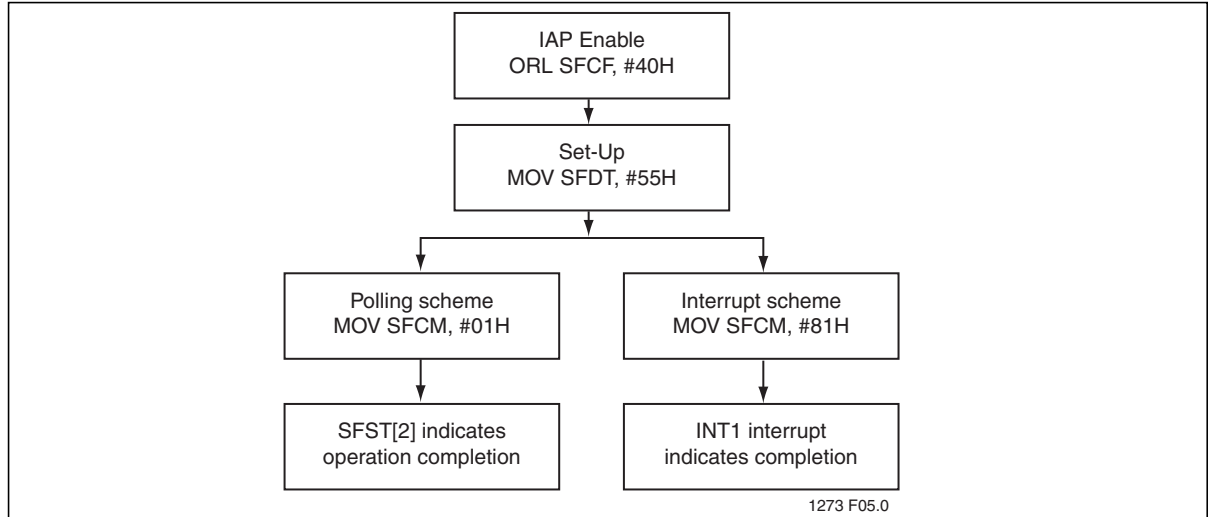 IAP Enable
ORL SFCF, #40H
Set-Up
MOV SFDT, #55H
Polling scheme
MOV SFCM, #01H
Interrupt scheme
MOV SFCM, #81H
SFST[2] indicates
operation completion
INT1 interrupt
indicates completion
1273 F05.0